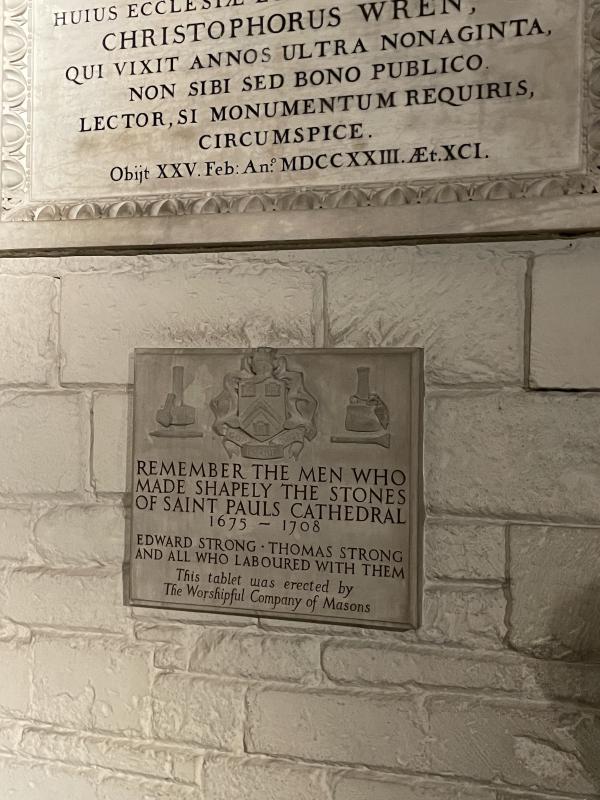 HUIUS ECCLESIÆ
CHRISTOPHORUS WREN,
QUI VIXIT ANNOS ULTRA NONAGINTA,
NON SIBI SED BONO PUBLICO.
LECTOR, SI MONUMENTUM REQUIRIS,
CIRCUMSPICE.
Obijt XXV. Feb: An.º MDCCXXIII. Æt. XCI.
REMEMBER THE MEN WHO
MADE SHAPELY THE STONES
OF SAINT PAULS CATHEDRAL
1675 – 1708
EDWARD STRONG · THOMAS STRONG
AND ALL WHO LABOURED WITH THEM
This tablet was erected by
The Worshipful Company of Masons